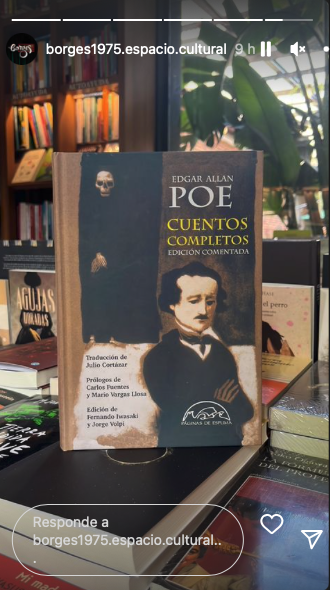 borges1975.espacio.cultural 9 h
EDGAR ALLAN
POE
CUENTOS
COMPLETOS
EDICIÓN COMENTADA
AGUJAS
DORADAS
el perro
Traducción de
Julio Cortázar
Prólogos de
Carlos Fuentes
y Mario Vargas Llosa
Edición de
Fernando Iwasaki
y Jorge Volpi
PÁGINAS DE ESPUMA
Responde a
borges1975.espacio.cultural..
.
Mi mad